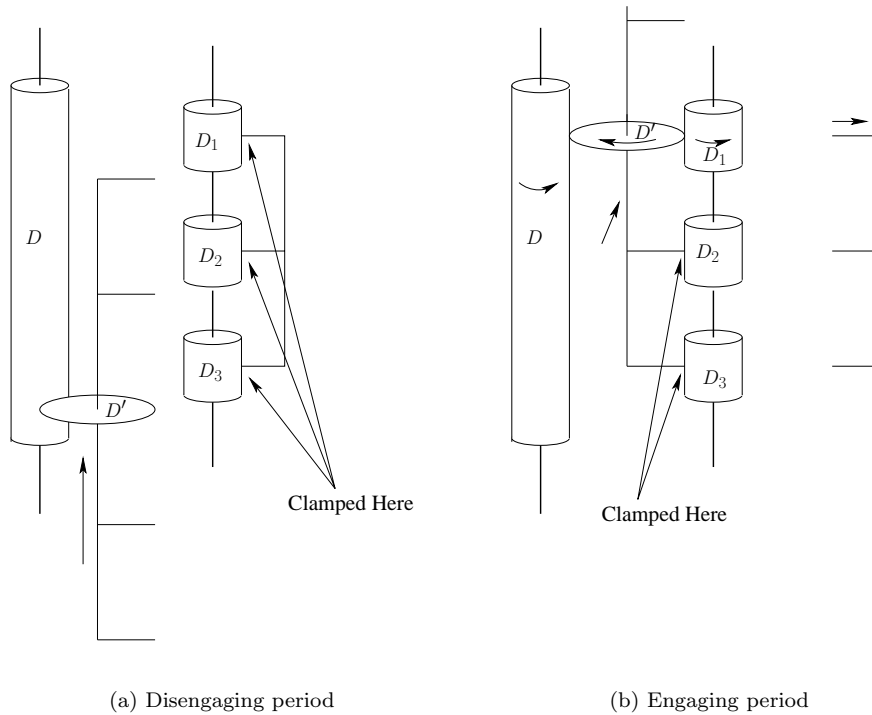 D
D₁
D₂
D₃
D′
Clamped Here
(a) Disengaging period
D′
D₁
D
D₂
D₃
Clamped Here
(b) Engaging period